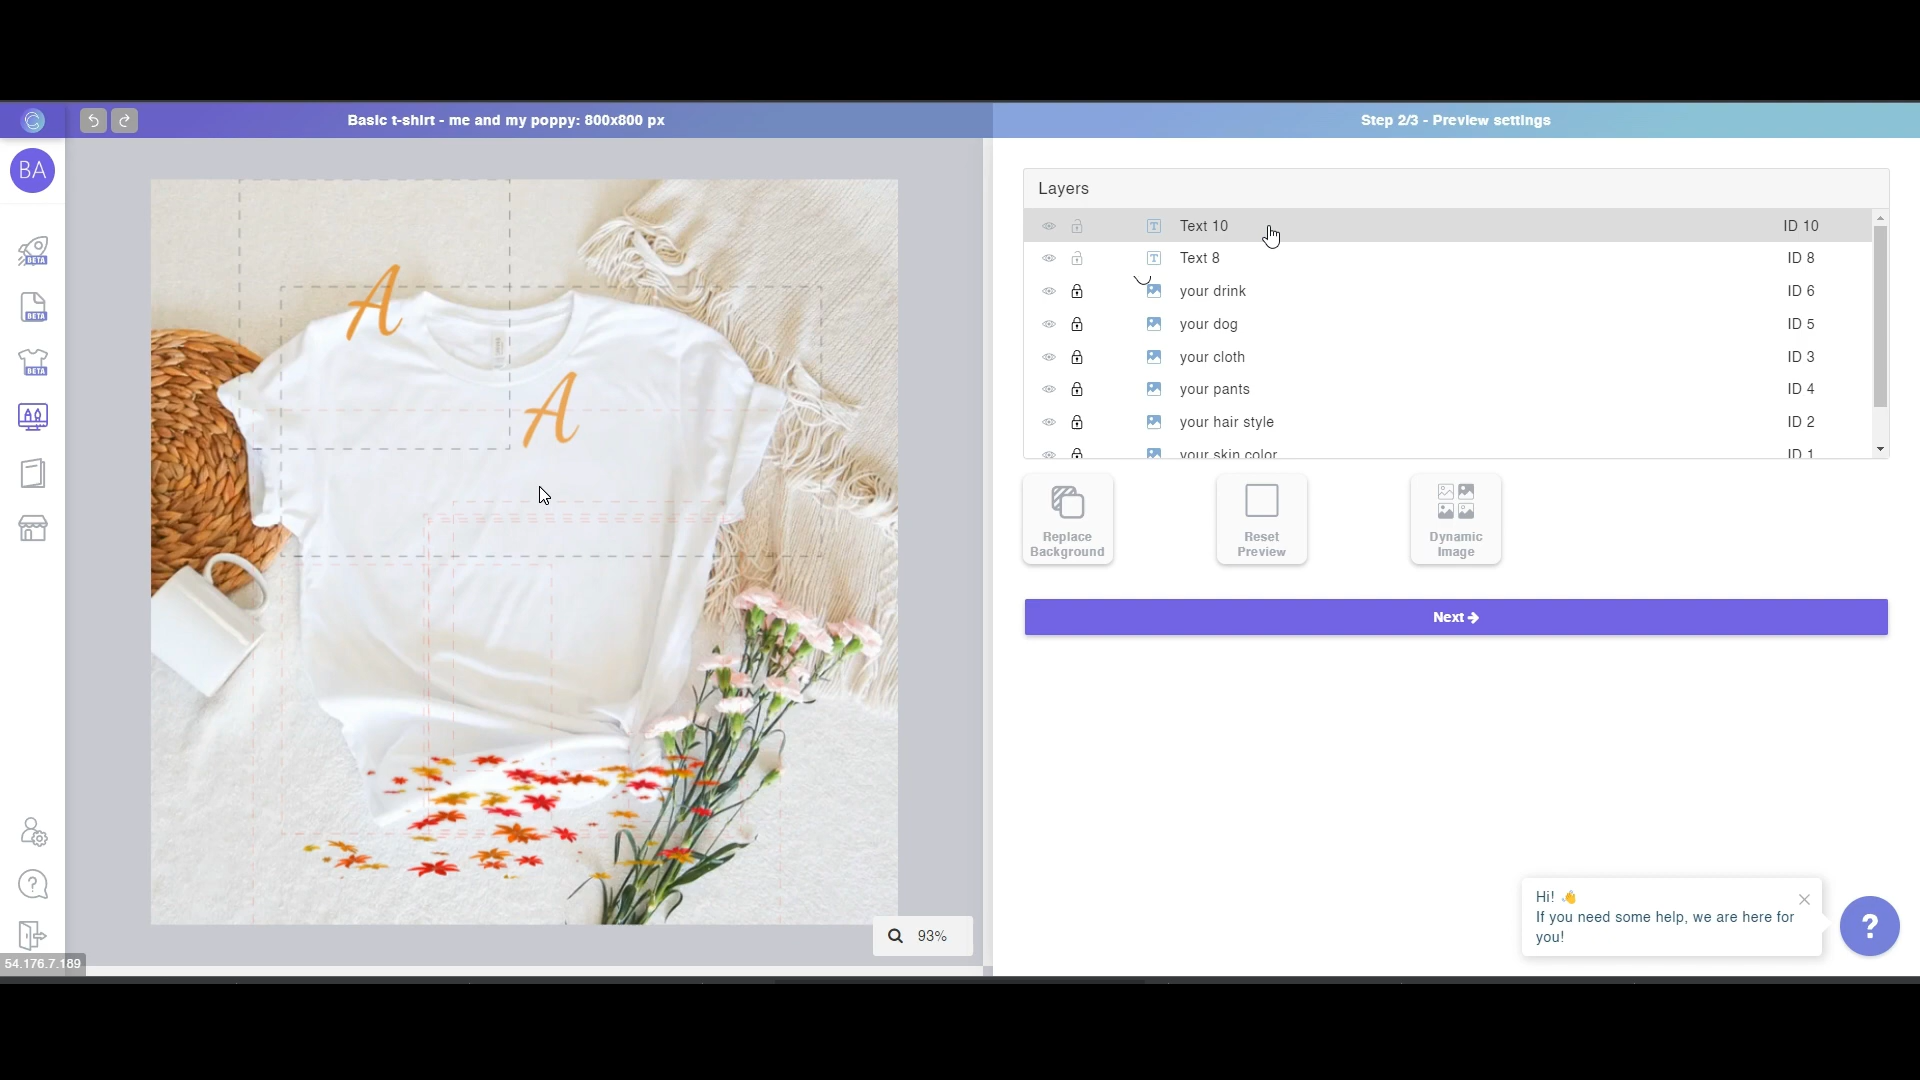 Basic t-shirt - me and my poppy: 800x800 px
Step 2/3 - Preview settings
BA
BETA
BETA
BETA
54.176.7.189
A
A
93%
Layers
Text 10 ID 10
Text 8 ID 8
your drink ID 6
your dog ID 5
your cloth ID 3
your pants ID 4
your hair style ID 2
your skin color ID 1
Replace
Background
Reset
Preview
Dynamic
Image
Next
Hi! 👋
If you need some help, we are here for
you!
?